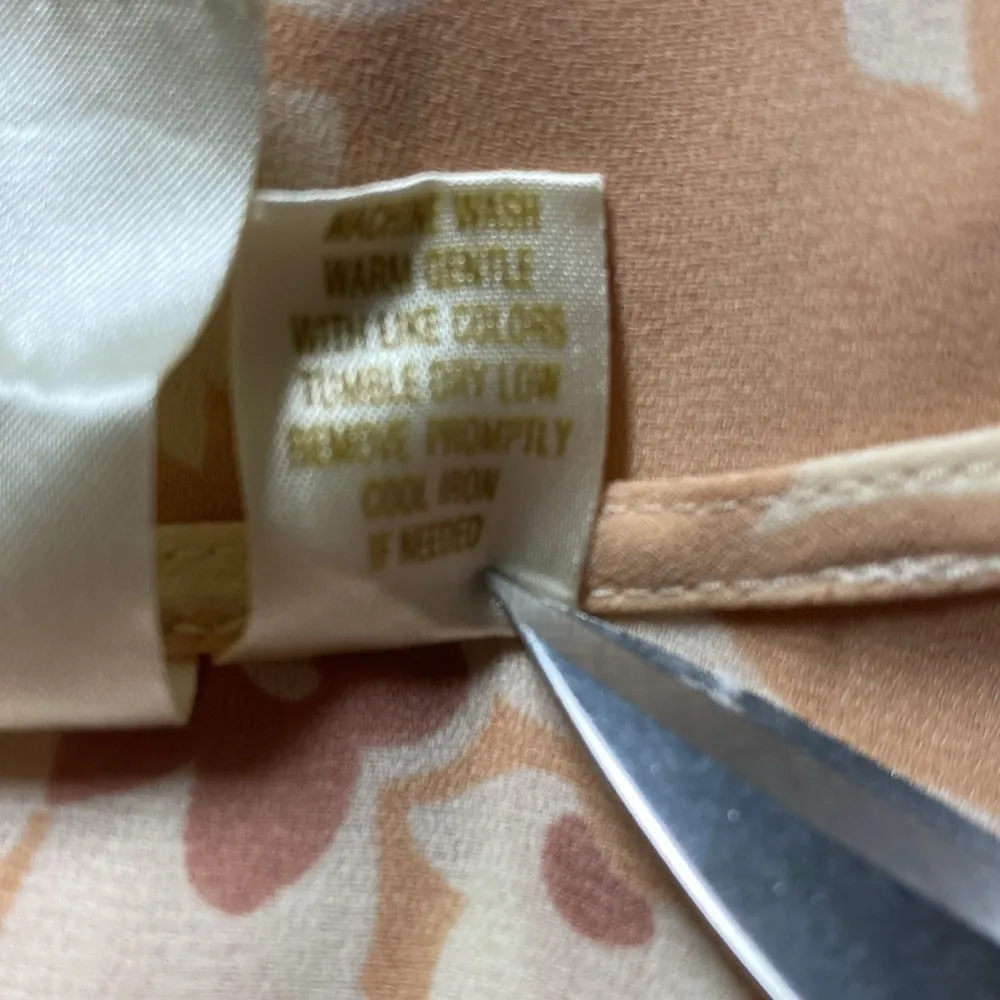 MACHINE WASH
WARM GENTLE
WITH LIKE COLORS
TUMBLE DRY LOW
REMOVE PROMPTLY
COOL IRON
IF NEEDED